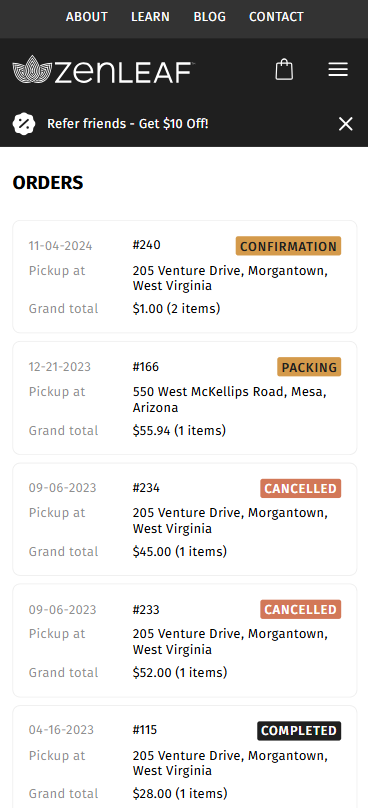 ABOUT LEARN BLOG CONTACT
zenLEAF
Refer friends - Get $10 Off!
ORDERS
11-04-2024 #240 CONFIRMATION
Pickup at 205 Venture Drive, Morgantown,
West Virginia
Grand total $1.00 (2 items)
12-21-2023 #166 PACKING
Pickup at 550 West McKellips Road, Mesa,
Arizona
Grand total $55.94 (1 items)
09-06-2023 #234 CANCELLED
Pickup at 205 Venture Drive, Morgantown,
West Virginia
Grand total $45.00 (1 items)
09-06-2023 #233 CANCELLED
Pickup at 205 Venture Drive, Morgantown,
West Virginia
Grand total $52.00 (1 items)
04-16-2023 #115 COMPLETED
Pickup at 205 Venture Drive, Morgantown,
West Virginia
Grand total $28.00 (1 items)